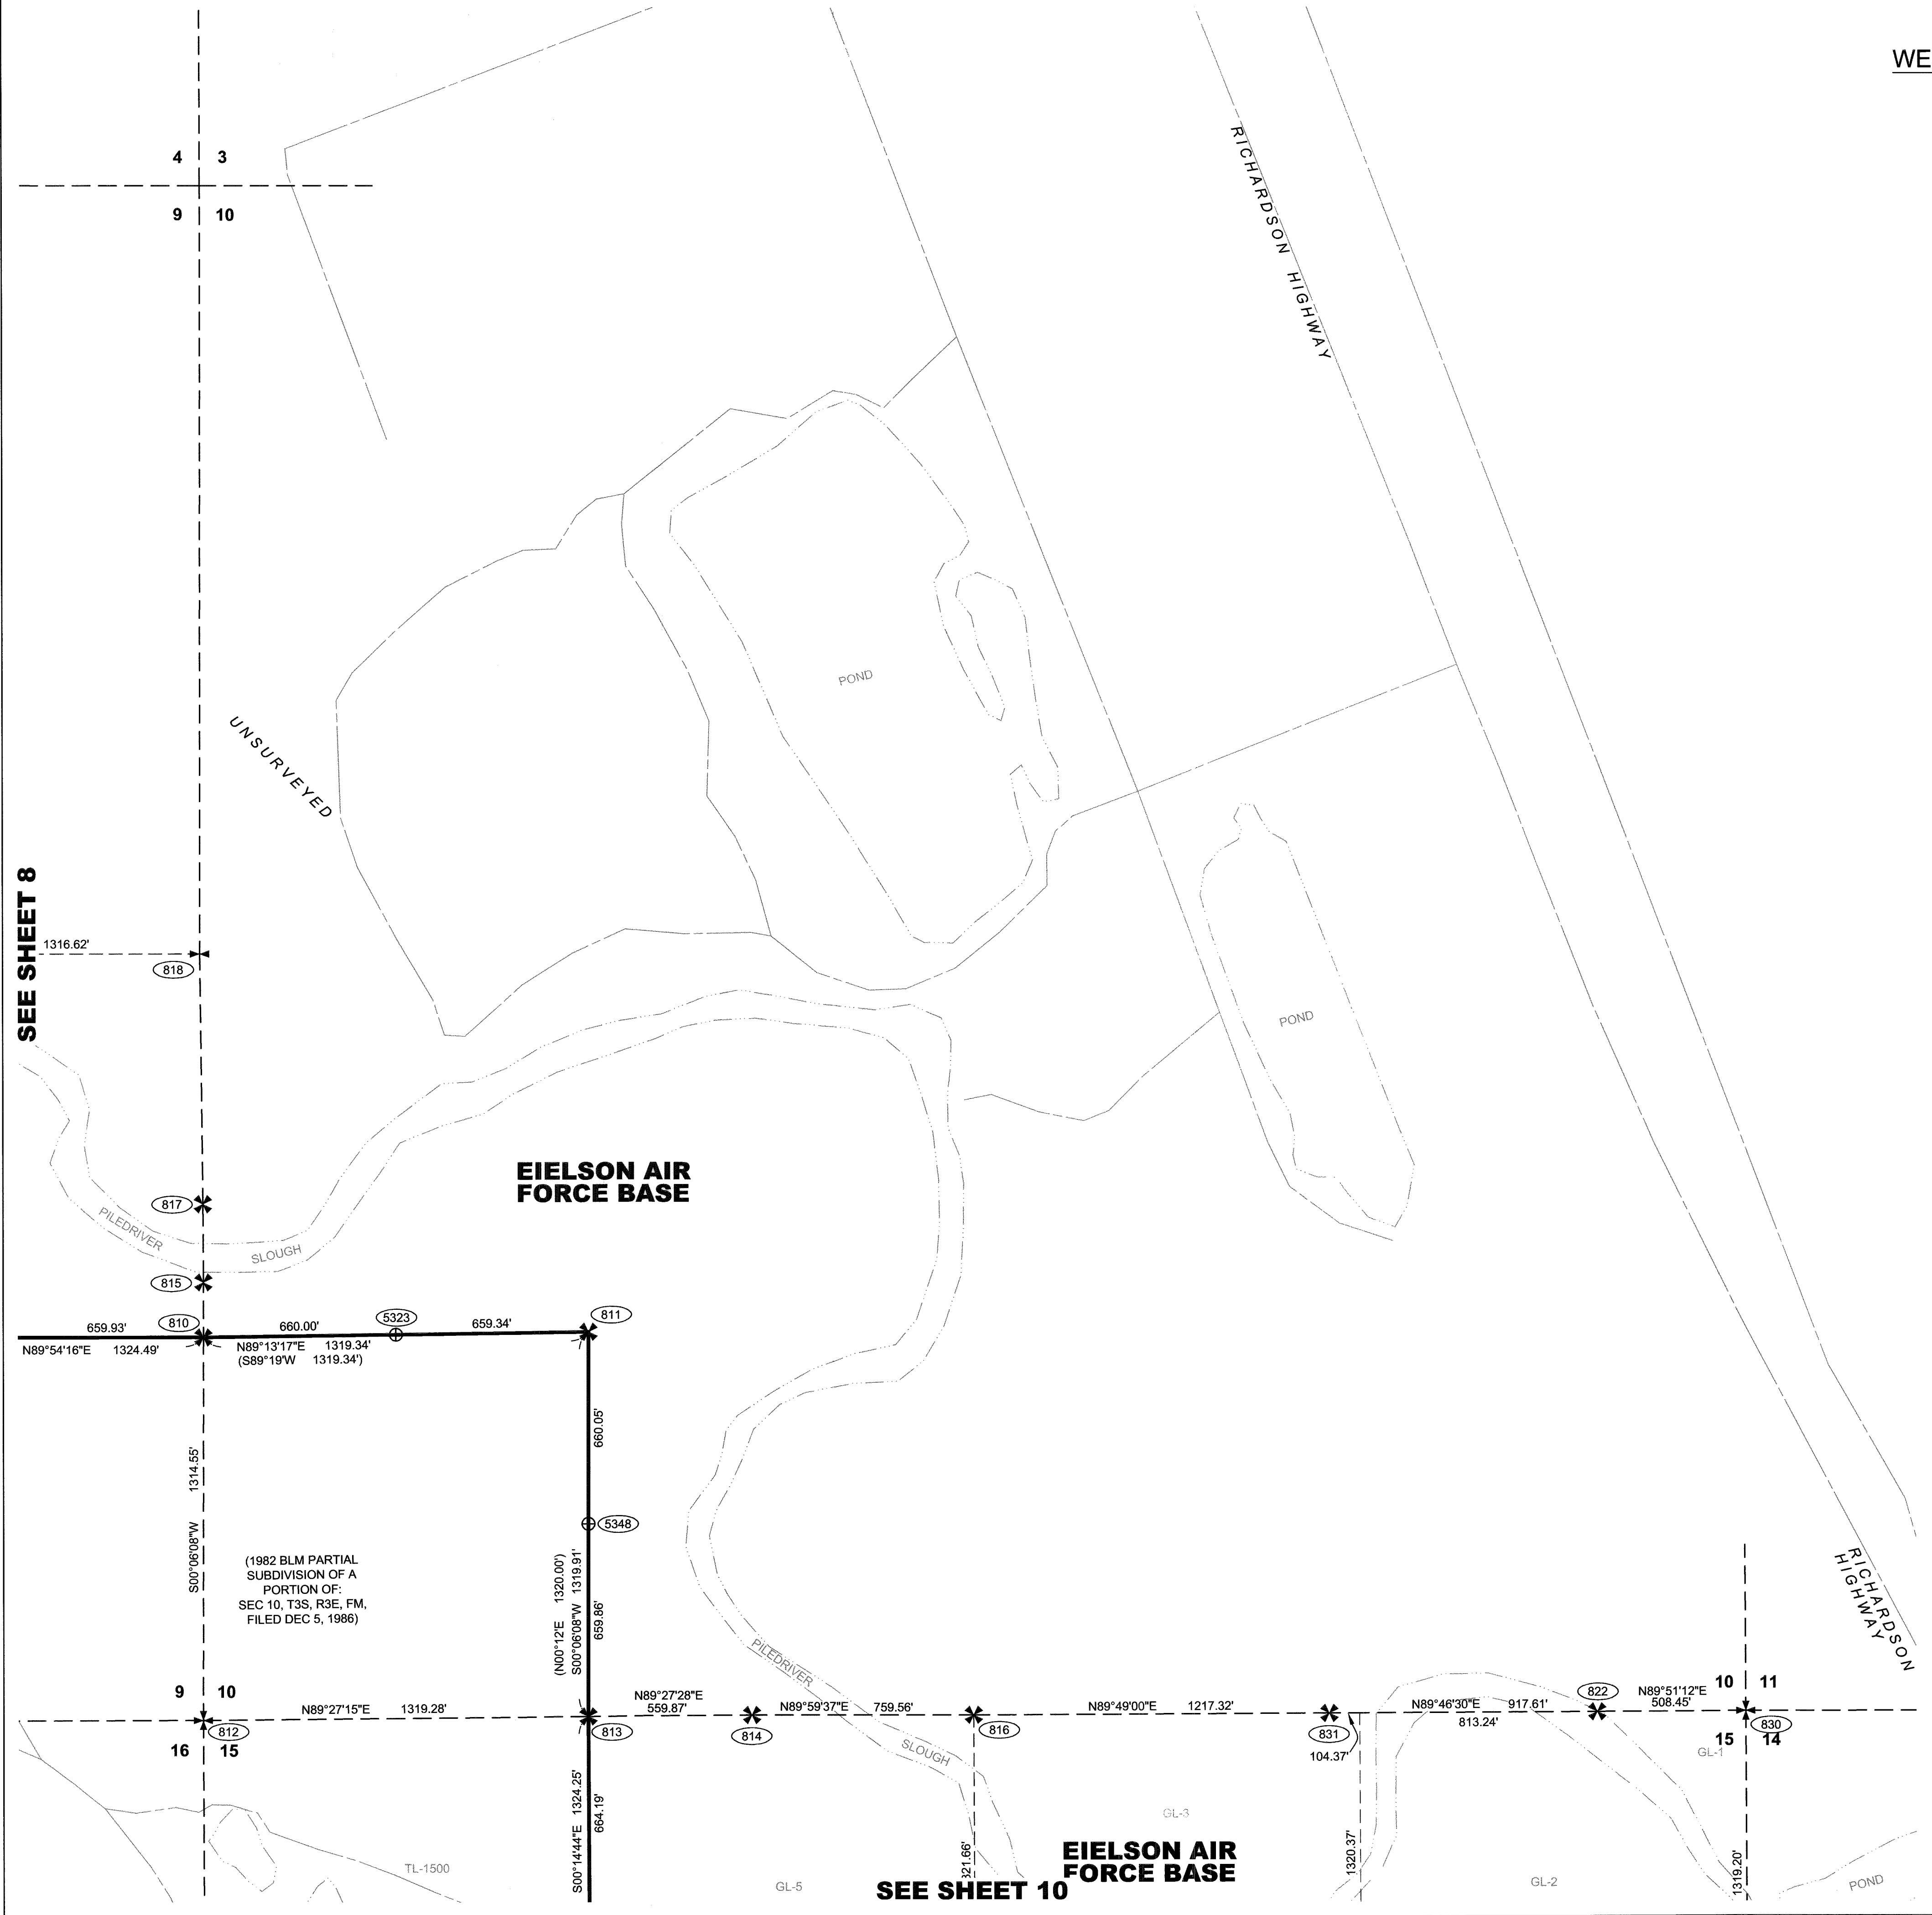 WE
RICHARDSON HIGHWAY
4 3
9 10
POND
UNSURVEYED
SEE SHEET 8
1316.62'
818
POND
EIELSON AIR
FORCE BASE
817
PILEDRIVER
SLOUGH
815
810
5323
811
659.93'
660.00'
659.34'
N89°54'16"E 1324.49'
N89°13'17"E 1319.34'
(S89°19'W 1319.34')
660.05'
S00°06'08"W 1314.55'
5348
(1982 BLM PARTIAL
SUBDIVISION OF A
PORTION OF:
SEC 10, T3S, R3E, FM,
FILED DEC 5, 1986)
(N00°12'E 1320.00')
S00°06'08"W 1319.91'
659.86'
RICHARDSON
HIGHWAY
PILEDRIVER
SLOUGH
9 10
10 11
N89°27'15"E 1319.28'
N89°27'28"E
559.87'
N89°59'37"E 759.56'
N89°49'00"E 1217.32'
N89°46'30"E 917.61'
813.24'
822
N89°51'12"E
508.45'
812
813
814
816
831
830
104.37'
16 15
15 14
GL-1
S00°14'44"E 1324.25'
664.19'
GL-3
321.66'
1320.37'
1319.20'
EIELSON AIR
FORCE BASE
TL-1500
GL-5
SEE SHEET 10
GL-2
POND